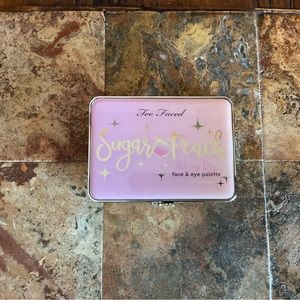 Too Faced
Sugar Peach
face & eye palette